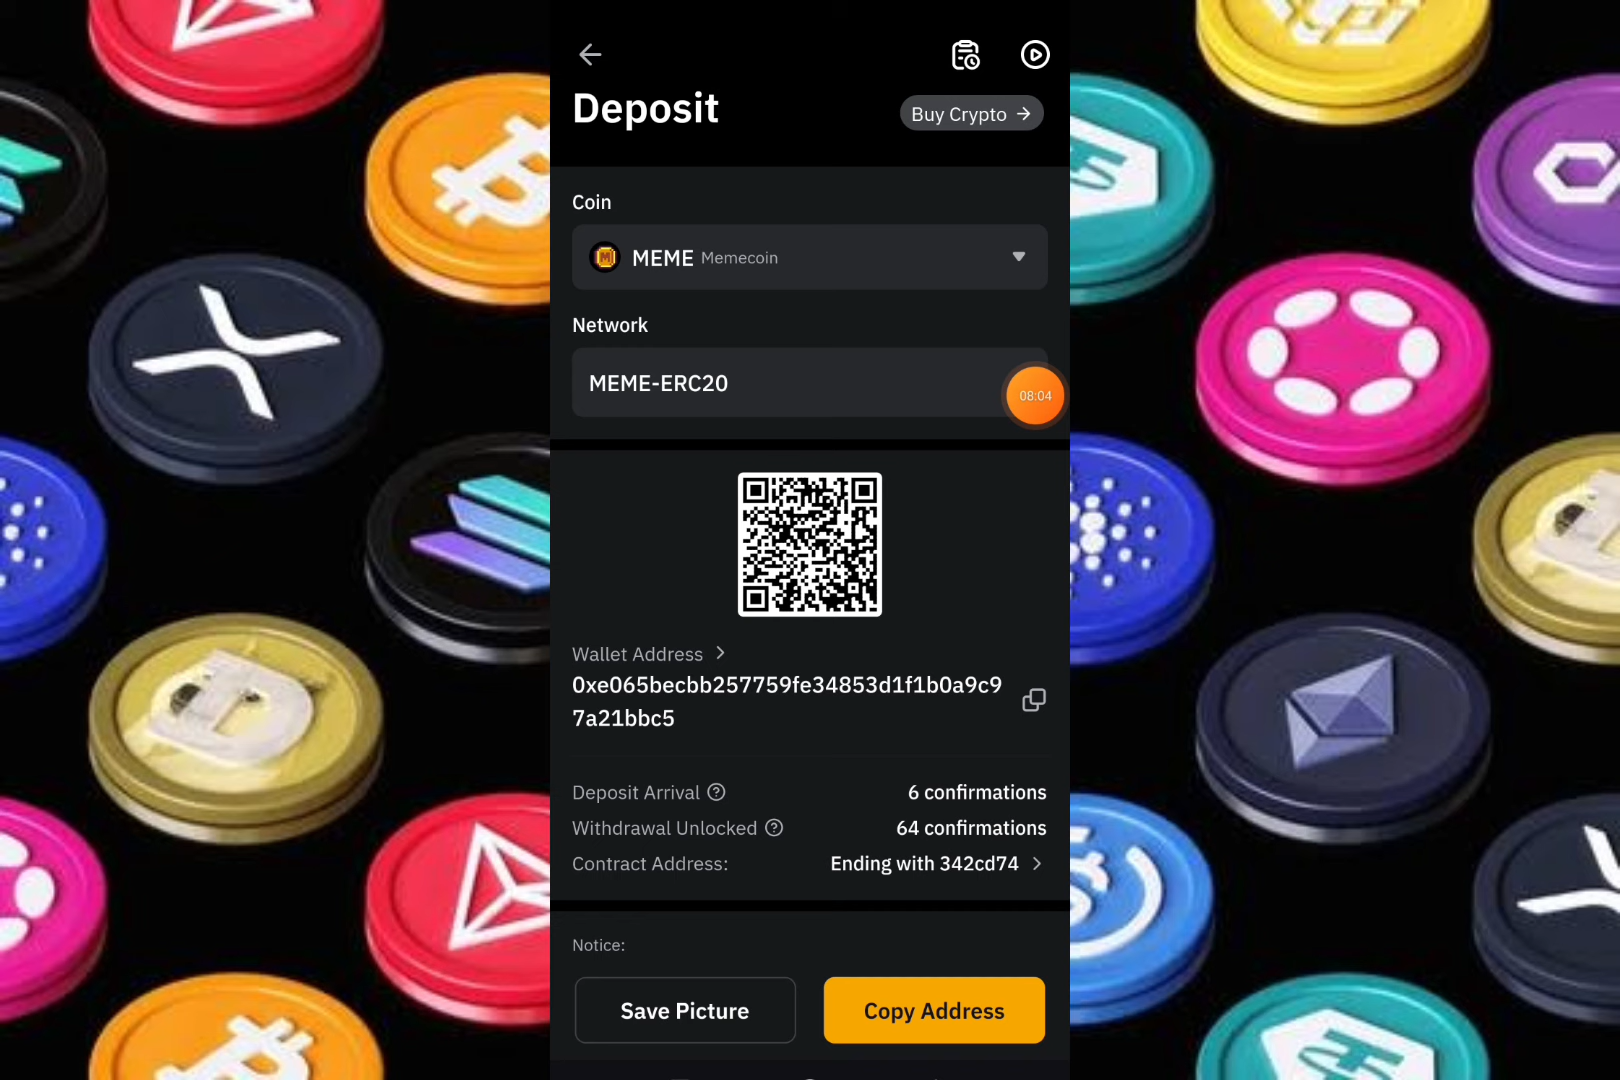 Deposit
Buy Crypto
Coin
MEME Memecoin
Network
MEME-ERC20
08:04
Wallet Address
0xe065becbb257759fe34853d1f1b0a9c9
7a21bbc5
Deposit Arrival
6 confirmations
Withdrawal Unlocked
64 confirmations
Contract Address:
Ending with 342cd74
Notice:
Save Picture
Copy Address